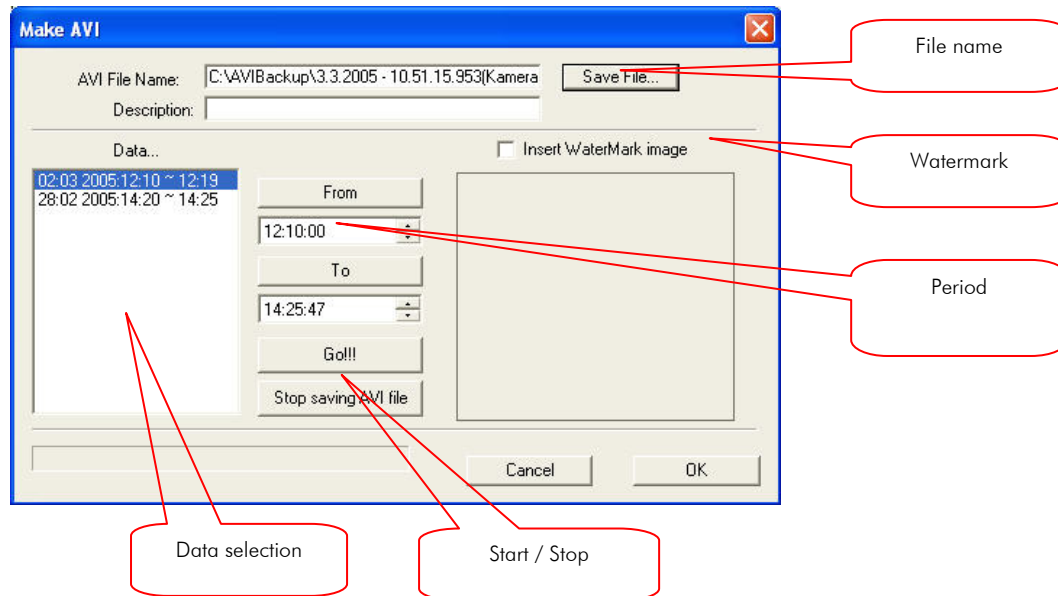 Make AVI
File name
AVI File Name: C:\AVIBackup\3.3.2005 - 10.51.15.953(Kamera Save File...
Description:
Data...
Insert WaterMark image
Watermark
02:03 2005:12:10 ~ 12:19
28:02 2005:14:20 ~ 14:25
From
12:10:00
To
Period
14:25:47
Go!!!
Stop saving AVI file
Cancel
OK
Data selection
Start / Stop